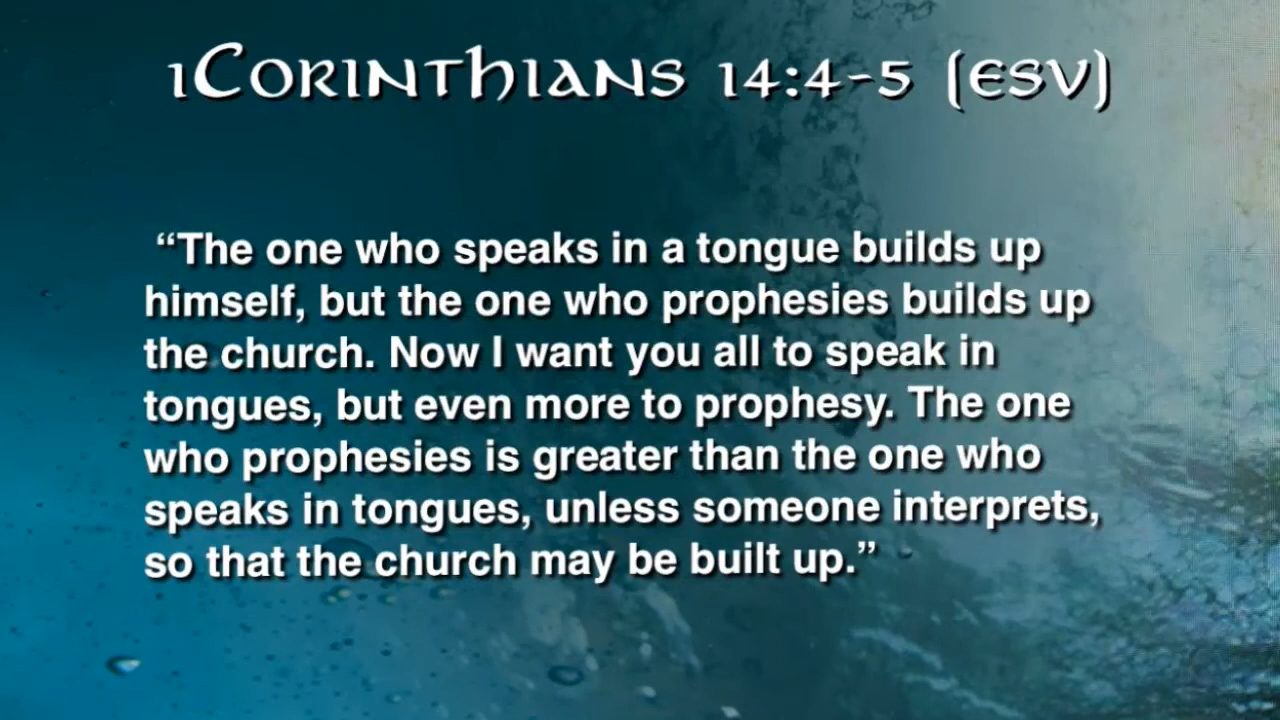 1Corinthians 14:4-5 (ESV)
“The one who speaks in a tongue builds up
himself, but the one who prophesies builds up
the church. Now I want you all to speak in
tongues, but even more to prophesy. The one
who prophesies is greater than the one who
speaks in tongues, unless someone interprets,
so that the church may be built up.”